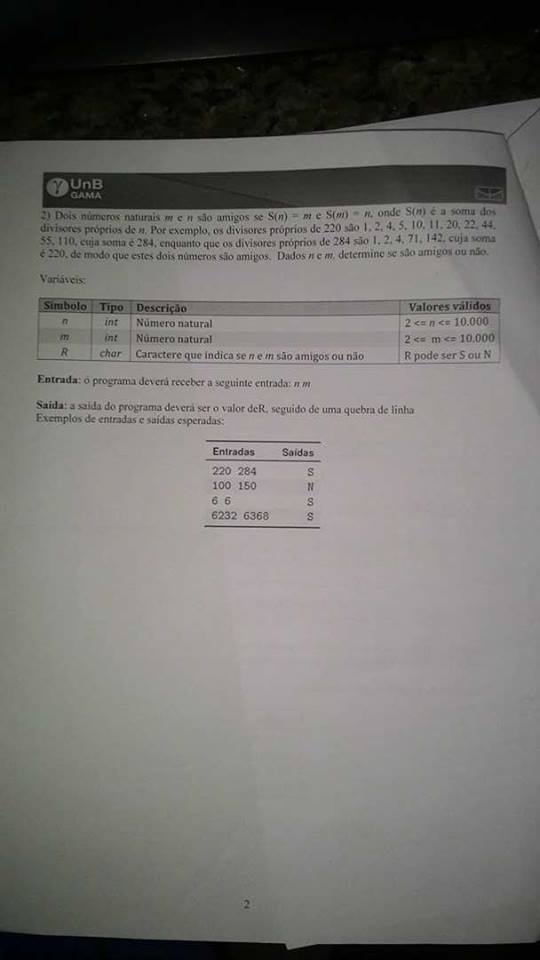 UnB
GAMA
2) Dois números naturais m e n são amigos se S(n) = m e S(m) = n, onde S(n) é a soma dos
divisores próprios de n. Por exemplo, os divisores próprios de 220 são 1, 2, 4, 5, 10, 11, 20, 22, 44,
55, 110, cuja soma é 284, enquanto que os divisores próprios de 284 são 1, 2, 4, 71, 142, cuja soma
é 220, de modo que estes dois números são amigos. Dados n e m, determine se são amigos ou não.
Variáveis:
Símbolo Tipo Descrição Valores válidos
n int Número natural 2 <= n <= 10.000
m int Número natural 2 <= m <= 10.000
R char Caractere que indica se n e m são amigos ou não R pode ser S ou N
Entrada: o programa deverá receber a seguinte entrada: n m
Saída: a saída do programa deverá ser o valor deR, seguido de uma quebra de linha
Exemplos de entradas e saídas esperadas:
Entradas Saídas
220 284 S
100 150 N
6 6 S
6232 6368 S
2